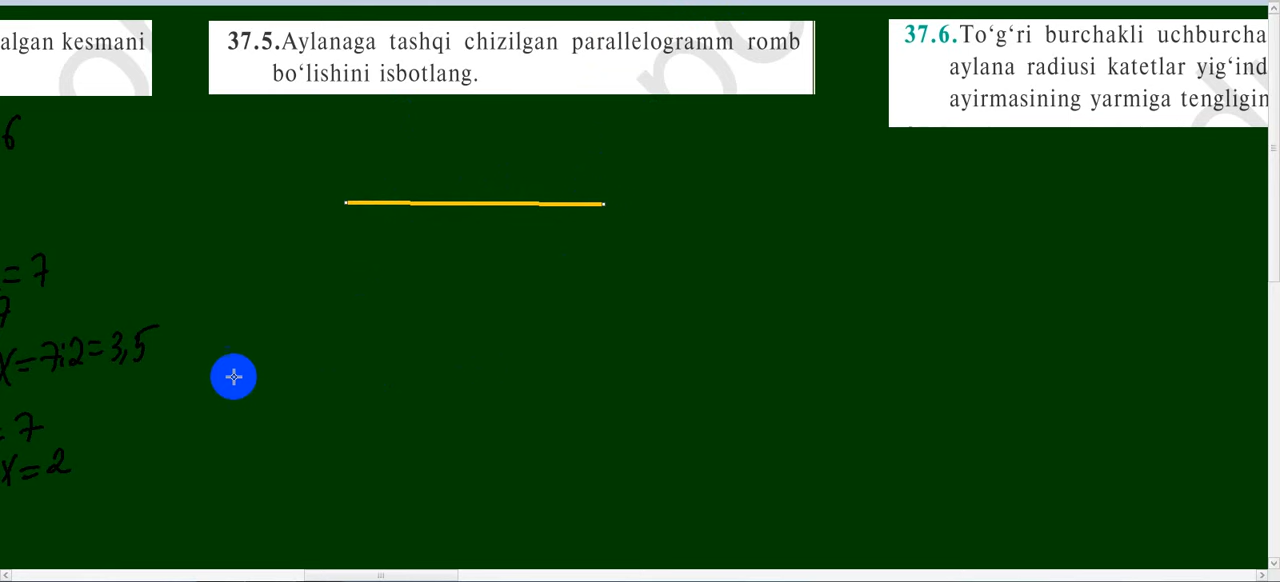 algan kesmani
37.5.Aylanaga tashqi chizilgan parallelogramm romb
bo‘lishini isbotlang.
37.6.To‘g‘ri burchakli uchburcha
aylana radiusi katetlar yig‘ind
ayirmasining yarmiga tengligin
6
= 7
7
x = 7:2 = 3,5
= 7
x = 2